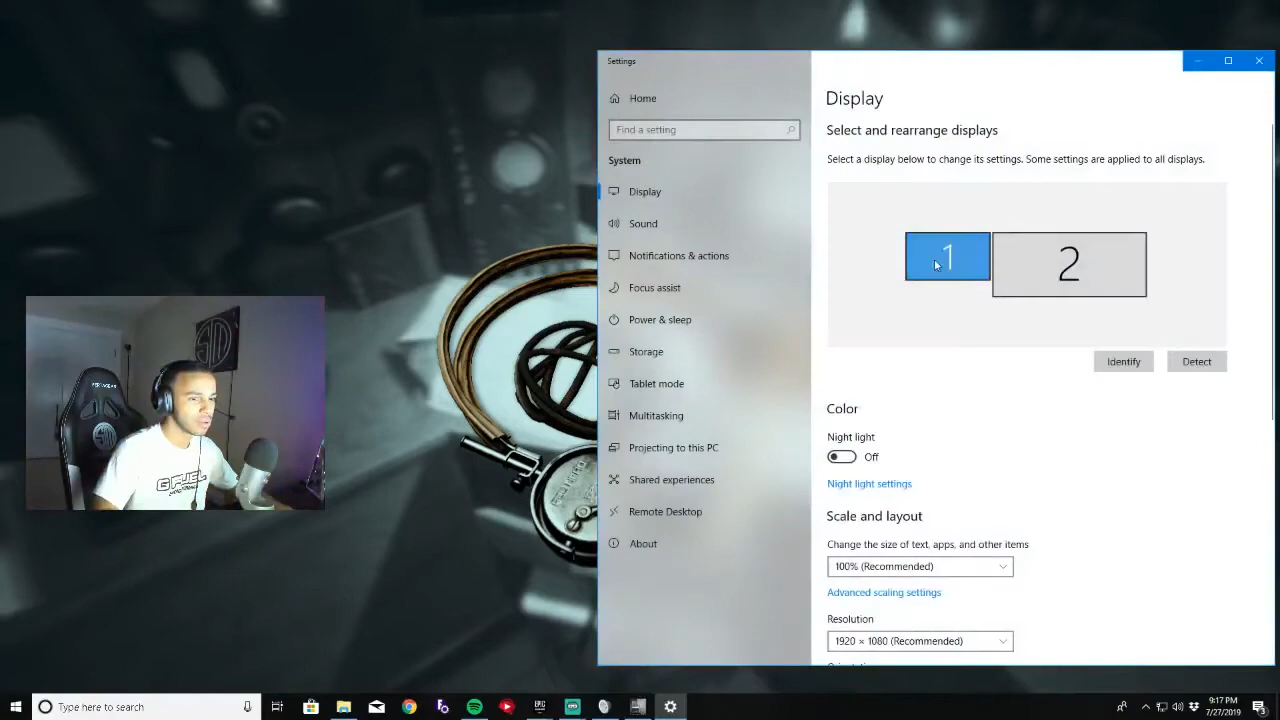 Settings
Home
Find a setting
System
Display
Sound
Notifications & actions
Focus assist
Power & sleep
Storage
Tablet mode
Multitasking
Projecting to this PC
Shared experiences
Remote Desktop
About
Display
Select and rearrange displays
Select a display below to change its settings. Some settings are applied to all displays.
1
2
Identify
Detect
Color
Night light
Off
Night light settings
Scale and layout
Change the size of text, apps, and other items
100% (Recommended)
Advanced scaling settings
Resolution
1920 × 1080 (Recommended)
G FUEL
Type here to search
EPIC
9:17 PM
7/27/2019